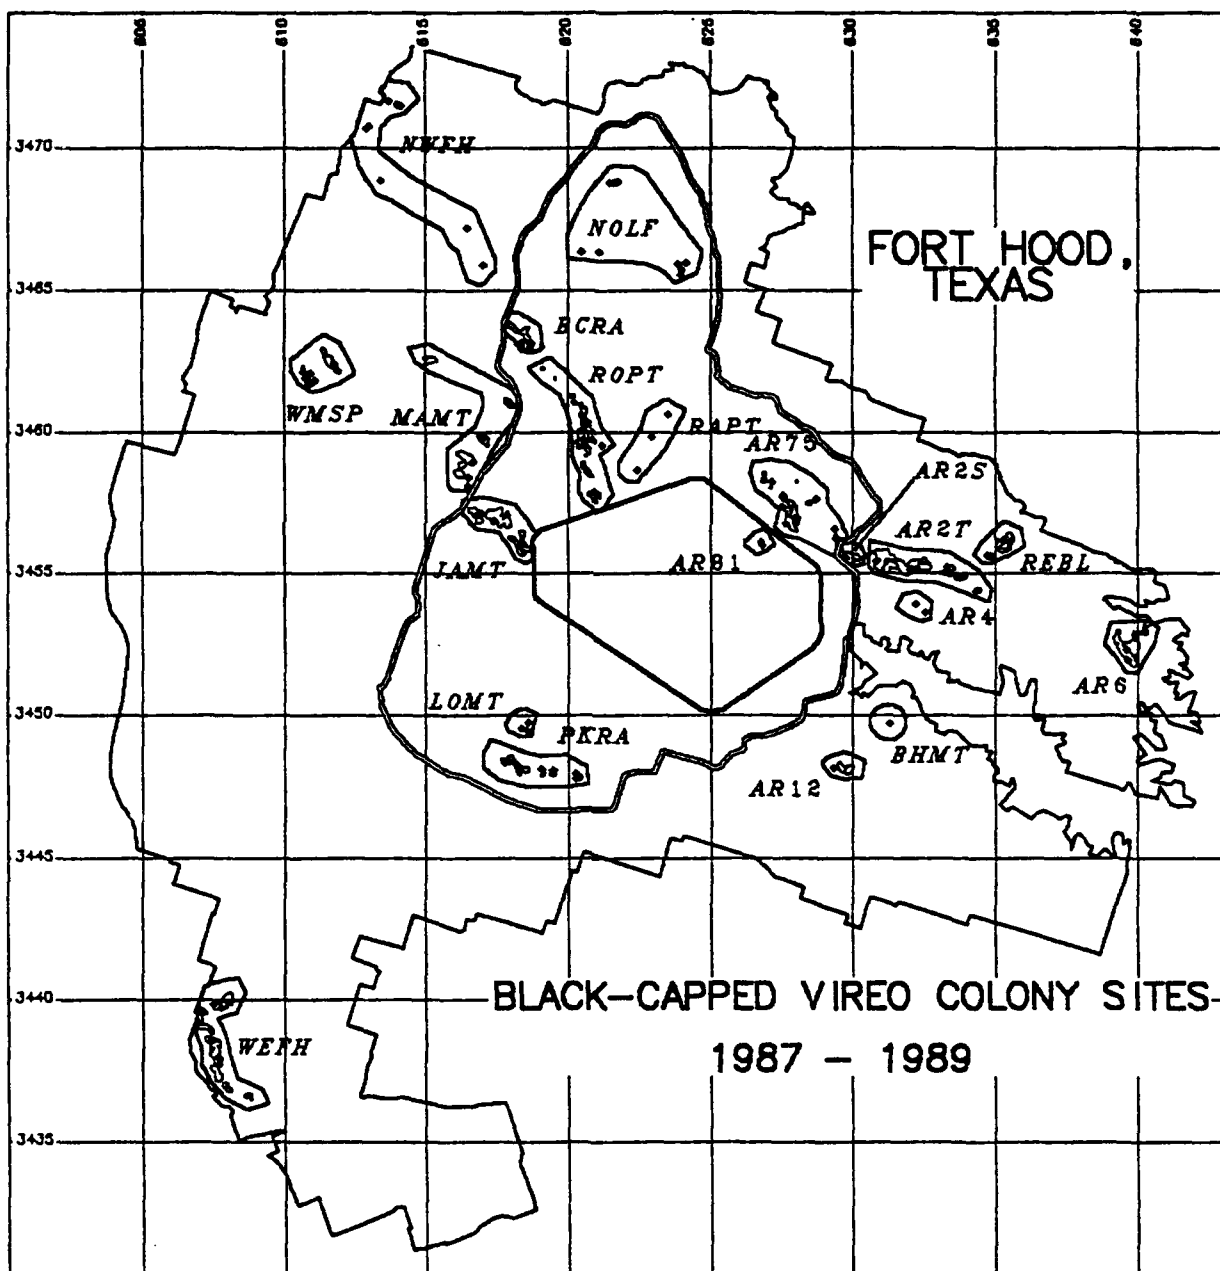 605 610 615 620 625 630 635 640
3470
NWFH
NOLF
FORT HOOD,
TEXAS
3465
BCRA
ROPT
WMSP
MAMT
3460
RAPT
AR75
AR2S
AR2T
JAMT
AR81
REBL
3455
AR4
AR6
LOMT
3450
PKRA
BHMT
AR12
3445
3440
BLACK-CAPPED VIREO COLONY SITES
1987 - 1989
WEFH
3435